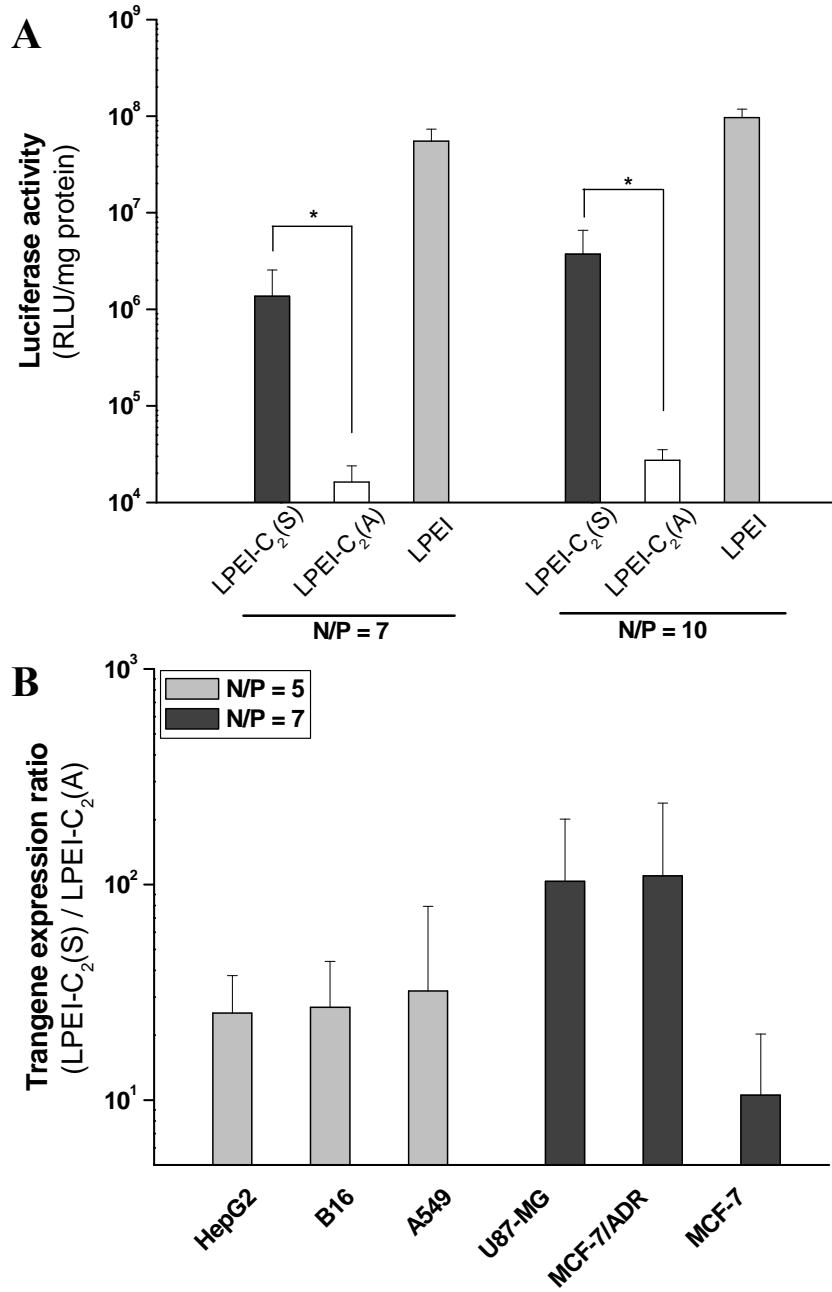 A
Luciferase activity
(RLU/mg protein)
10⁹
10⁸
10⁷
10⁶
10⁵
10⁴
*
*
LPEI-C₂(S)
LPEI-C₂(A)
LPEI
LPEI-C₂(S)
LPEI-C₂(A)
LPEI
N/P = 7
N/P = 10
B
Trangene expression ratio
(LPEI-C₂(S) / LPEI-C₂(A)
10³
10²
10¹
N/P = 5
N/P = 7
HepG2
B16
A549
U87-MG
MCF-7/ADR
MCF-7